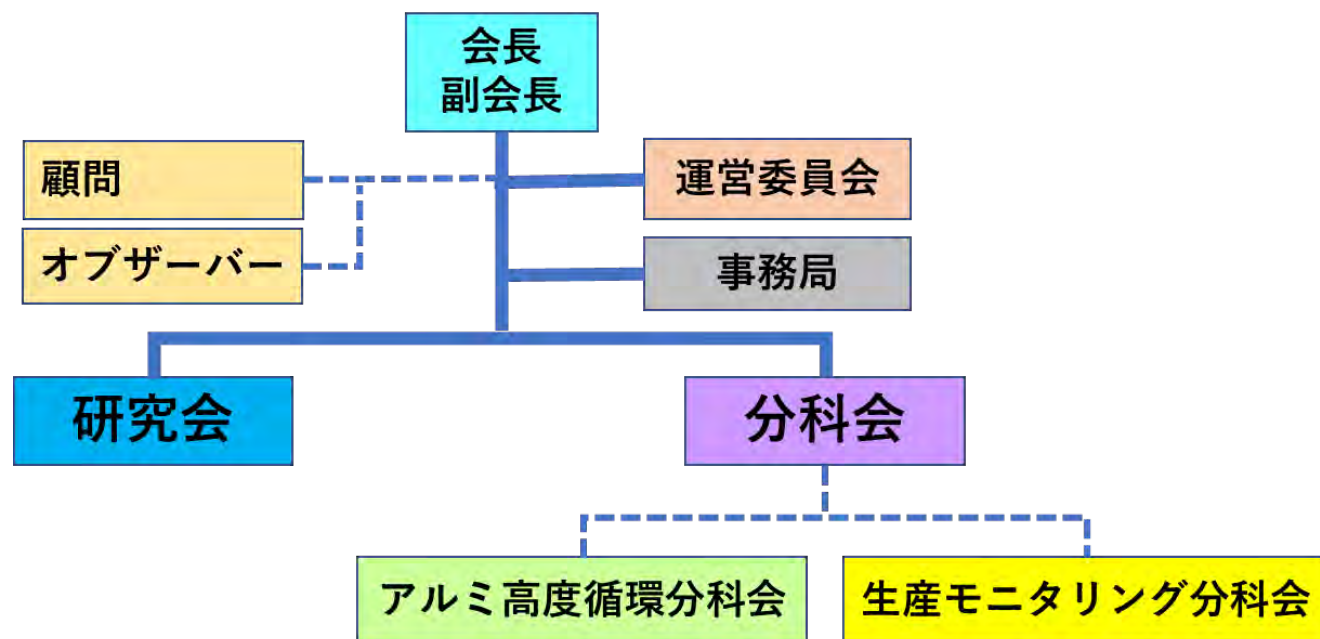 会長
副会長
顧問
運営委員会
オブザーバー
事務局
研究会
分科会
アルミ高度循環分科会
生産モニタリング分科会